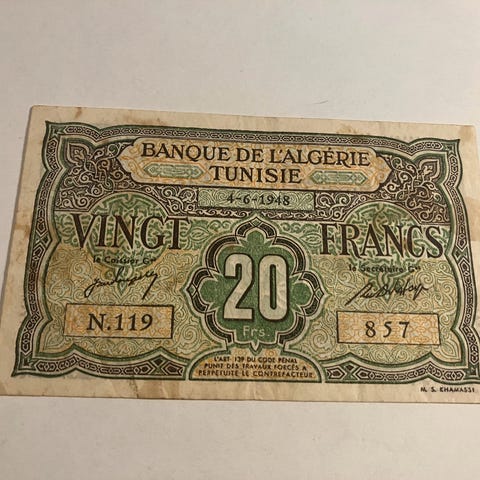 BANQUE DE L'ALGÉRIE
TUNISIE
4-6-1948
VINGT FRANCS
le Caissier Gal le Secrétaire Gal
20
Frs.
N.119 857
L'ART. 139 DU CODE PÉNAL
PUNIT DES TRAVAUX FORCÉS A
PERPÉTUITÉ LE CONTREFACTEUR.
M. S. KHAMASSI